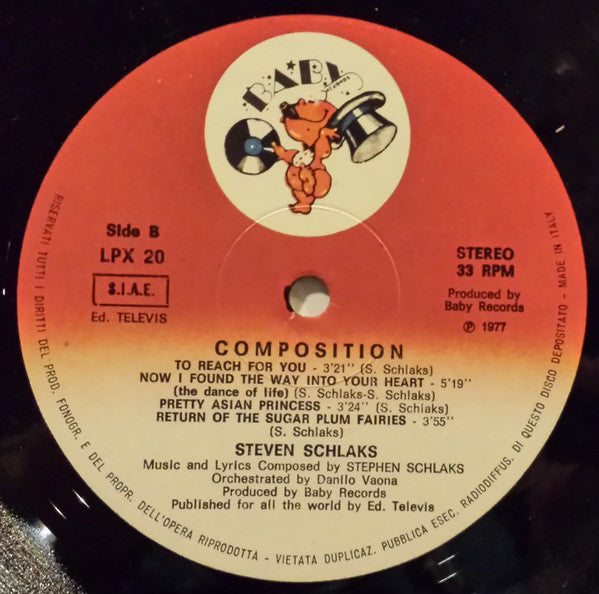 BABY
RECORDS
Side B
LPX 20
S.I.A.E.
Ed. TELEVIS
STEREO
33 RPM
Produced by
Baby Records
℗ 1977
COMPOSITION
TO REACH FOR YOU - 3'21" (S. Schlaks)
NOW I FOUND THE WAY INTO YOUR HEART - 5'19"
(the dance of life) (S. Schlaks-S. Schlaks)
PRETTY ASIAN PRINCESS - 3'24" (S. Schlaks)
RETURN OF THE SUGAR PLUM FAIRIES - 3'55"
(S. Schlaks)
STEVEN SCHLAKS
Music and Lyrics Composed by STEPHEN SCHLAKS
Orchestrated by Danilo Vaona
Produced by Baby Records
Published for all the world by Ed. Televis
RISERVATI TUTTI I DIRITTI DEL PROD. FONOGR. E DEL PROPR. DELL'OPERA RIPRODOTTA - VIETATA DUPLICAZ. PUBBLICA ESEC. RADIODIFFUS. DI QUESTO DISCO DEPOSITATO - MADE IN ITALY